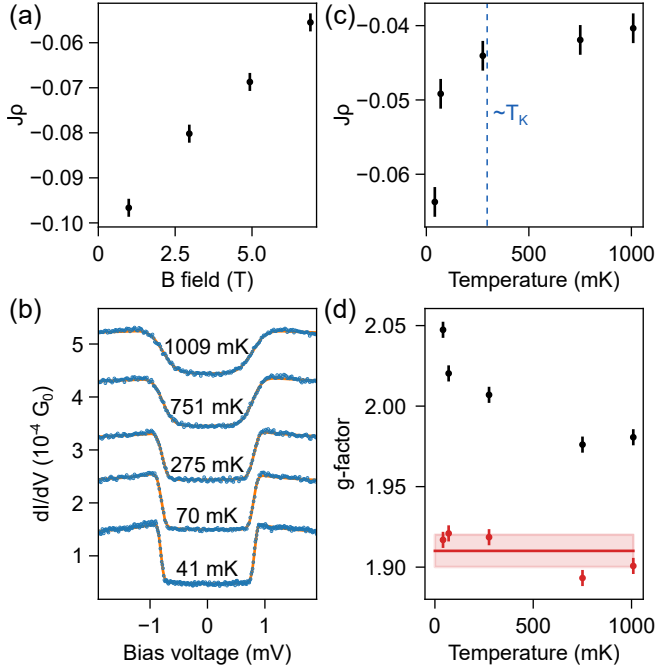 (a)
−0.06
−0.07
−0.08
−0.09
−0.10
Jρ
0
2.5
5.0
B field (T)
(c)
−0.04
−0.05
−0.06
Jρ
~T_K
0
500
1000
Temperature (mK)
(b)
5
4
3
2
1
dI/dV (10⁻⁴ G₀)
1009 mK
751 mK
275 mK
70 mK
41 mK
−1
0
1
Bias voltage (mV)
(d)
2.05
2.00
1.95
1.90
g-factor
0
500
1000
Temperature (mK)